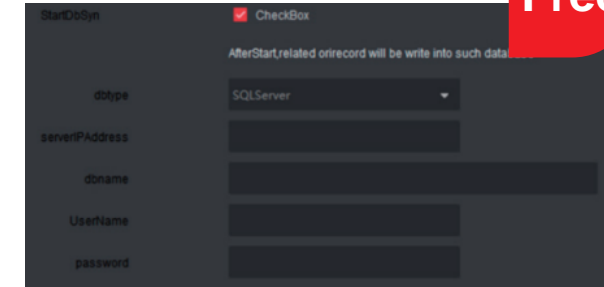 StartDbSyn CheckBox
AfterStart,related orirecord will be write into such
dbtype SQLServer
serverIPAddress
dbname
UserName
password